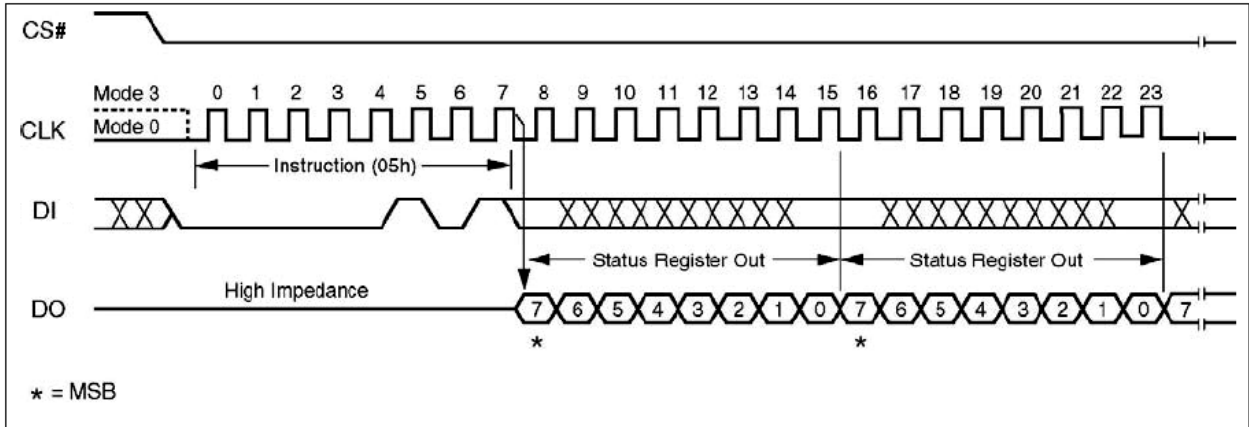 CS#
Mode 3
0 1 2 3 4 5 6 7 8 9 10 11 12 13 14 15 16 17 18 19 20 21 22 23
CLK
Mode 0
Instruction (05h)
DI
Status Register Out
Status Register Out
High Impedance
DO
7 6 5 4 3 2 1 0 7 6 5 4 3 2 1 0 7
* *
* = MSB